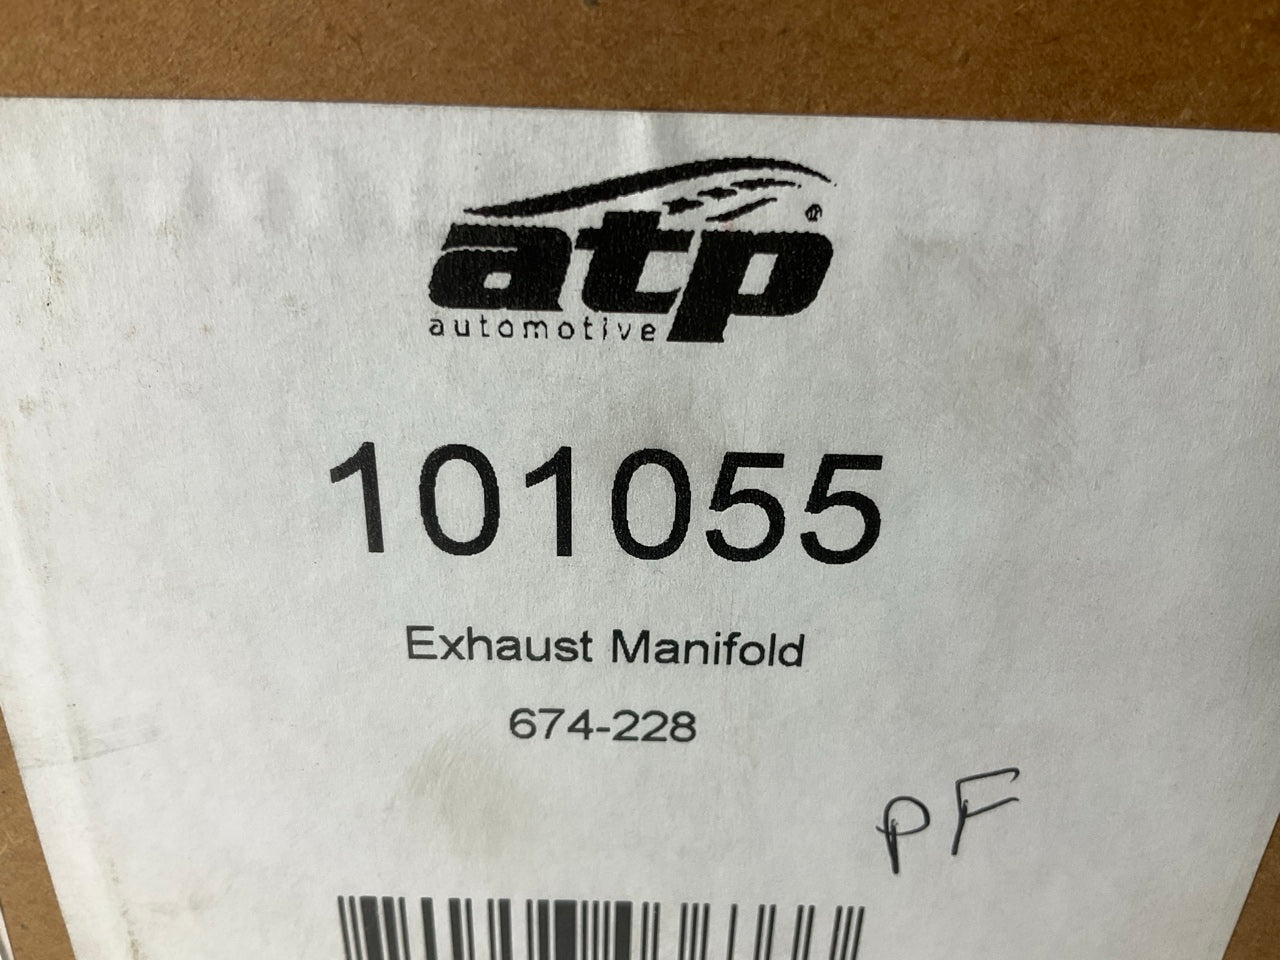 atp®
automotive
101055
Exhaust Manifold
674-228
PF